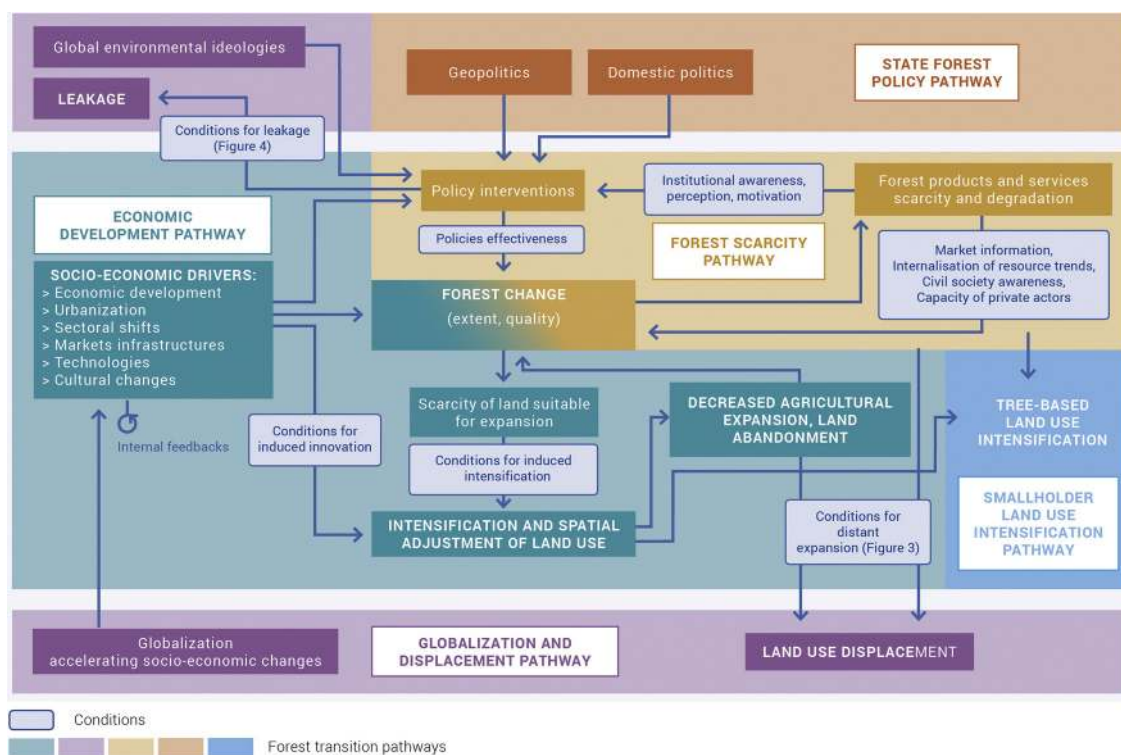 Global environmental ideologies
LEAKAGE
Conditions for leakage
(Figure 4)
Geopolitics
Domestic politics
STATE FOREST
POLICY PATHWAY
ECONOMIC
DEVELOPMENT PATHWAY
Policy interventions
Institutional awareness,
perception, motivation
Forest products and services
scarcity and degradation
Policies effectiveness
FOREST SCARCITY
PATHWAY
Market information,
Internalisation of resource trends,
Civil society awareness,
Capacity of private actors
SOCIO-ECONOMIC DRIVERS:
> Economic development
> Urbanization
> Sectoral shifts
> Markets infrastructures
> Technologies
> Cultural changes
FOREST CHANGE
(extent, quality)
Internal feedbacks
Conditions for
induced innovation
Scarcity of land suitable
for expansion
Conditions for induced
intensification
DECREASED AGRICULTURAL
EXPANSION, LAND
ABANDONMENT
TREE-BASED
LAND USE
INTENSIFICATION
INTENSIFICATION AND SPATIAL
ADJUSTMENT OF LAND USE
Conditions for
distant
expansion (Figure 3)
SMALLHOLDER
LAND USE
INTENSIFICATION
PATHWAY
Globalization
accelerating socio-economic changes
GLOBALIZATION AND
DISPLACEMENT PATHWAY
LAND USE DISPLACEMENT
Conditions
Forest transition pathways